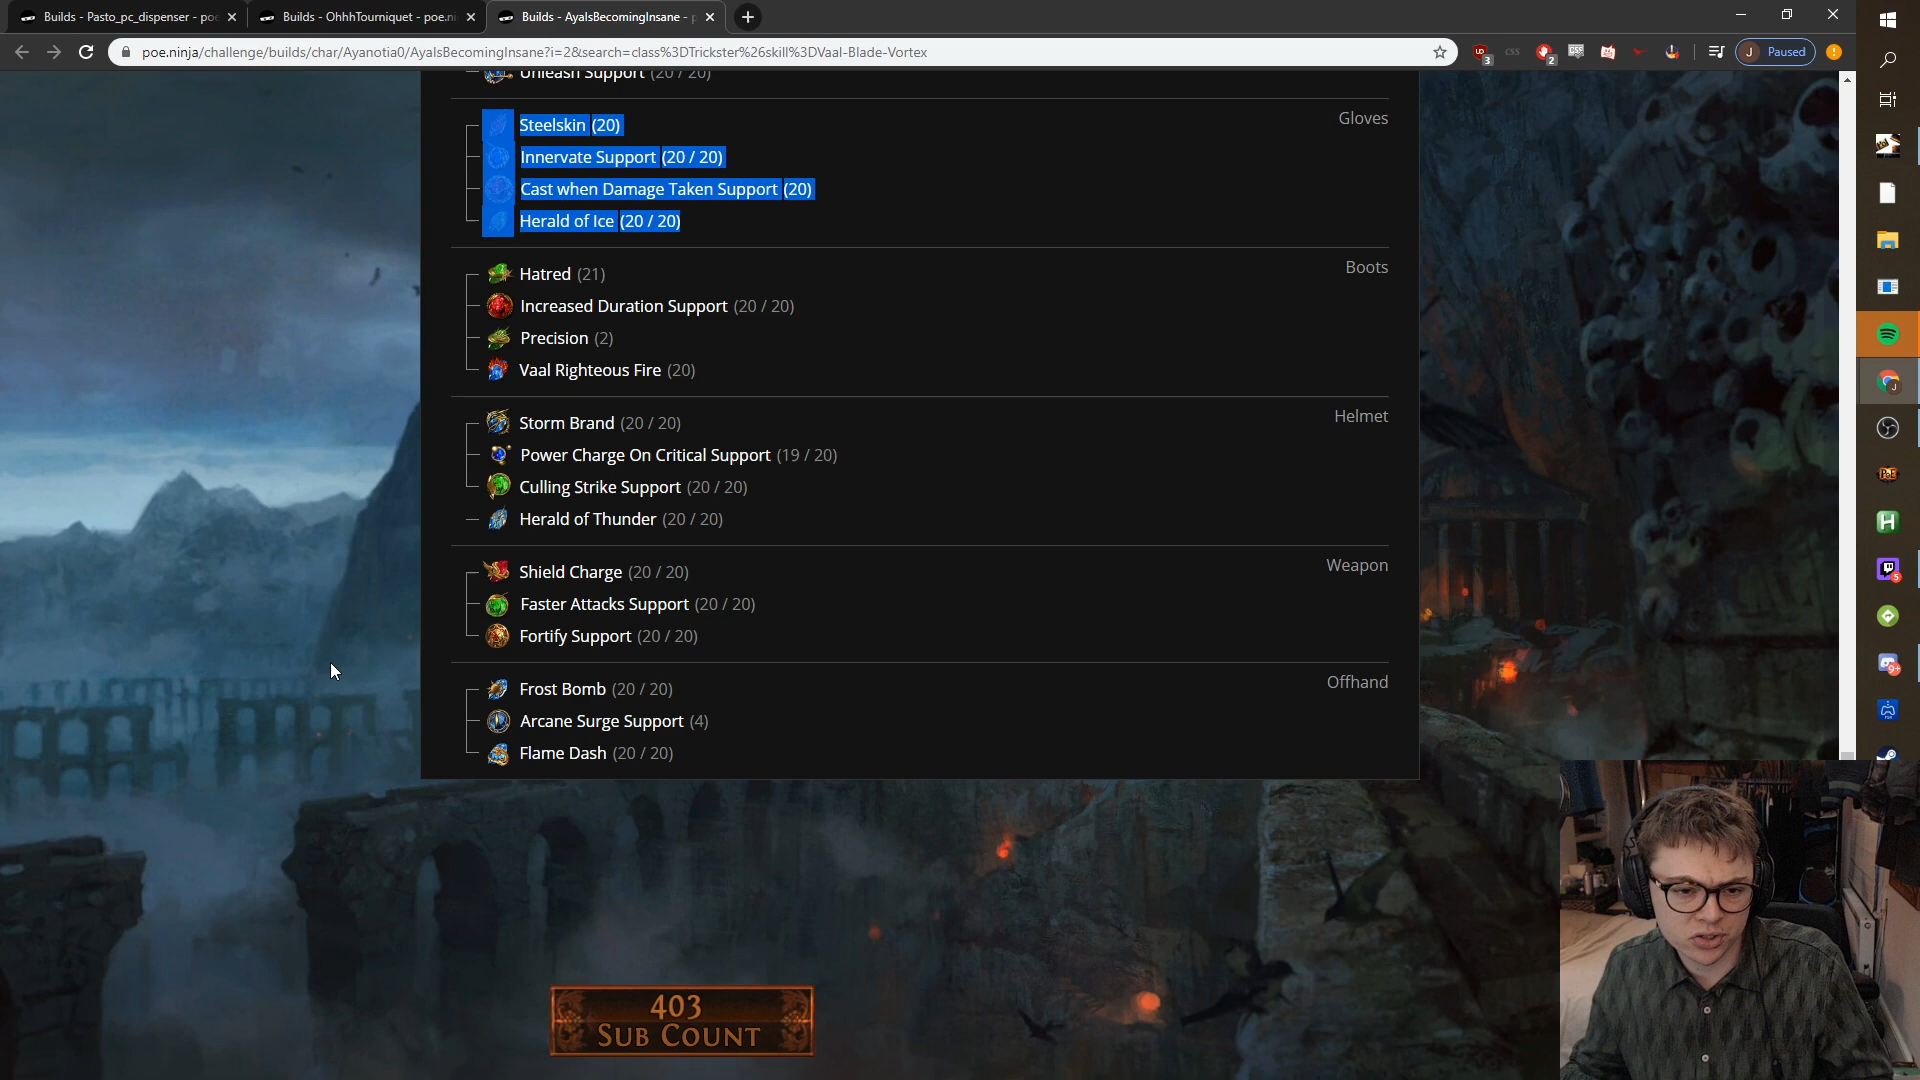 Builds - Pasto_pc_dispenser - poe
Builds - OhhhTourniquet - poe.ni
Builds - AyaIsBecomingInsane - p
poe.ninja/challenge/builds/char/Ayanotia0/AyaIsBecomingInsane?i=2&search=class%3DTrickster%26skill%3DVaal-Blade-Vortex
J Paused
Unleash Support (20 / 20)
Gloves
Steelskin (20)
Innervate Support (20 / 20)
Cast when Damage Taken Support (20)
Herald of Ice (20 / 20)
Boots
Hatred (21)
Increased Duration Support (20 / 20)
Precision (2)
Vaal Righteous Fire (20)
Helmet
Storm Brand (20 / 20)
Power Charge On Critical Support (19 / 20)
Culling Strike Support (20 / 20)
Herald of Thunder (20 / 20)
Weapon
Shield Charge (20 / 20)
Faster Attacks Support (20 / 20)
Fortify Support (20 / 20)
Offhand
Frost Bomb (20 / 20)
Arcane Surge Support (4)
Flame Dash (20 / 20)
403
SUB COUNT